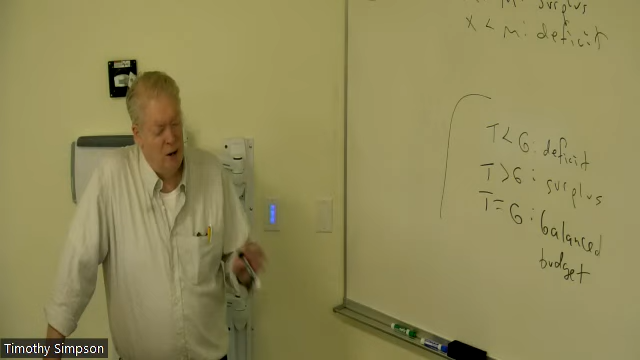 M: surplus
X < M: deficit
T < G: deficit
T > G: surplus
T = G: balanced
budget
Timothy Simpson